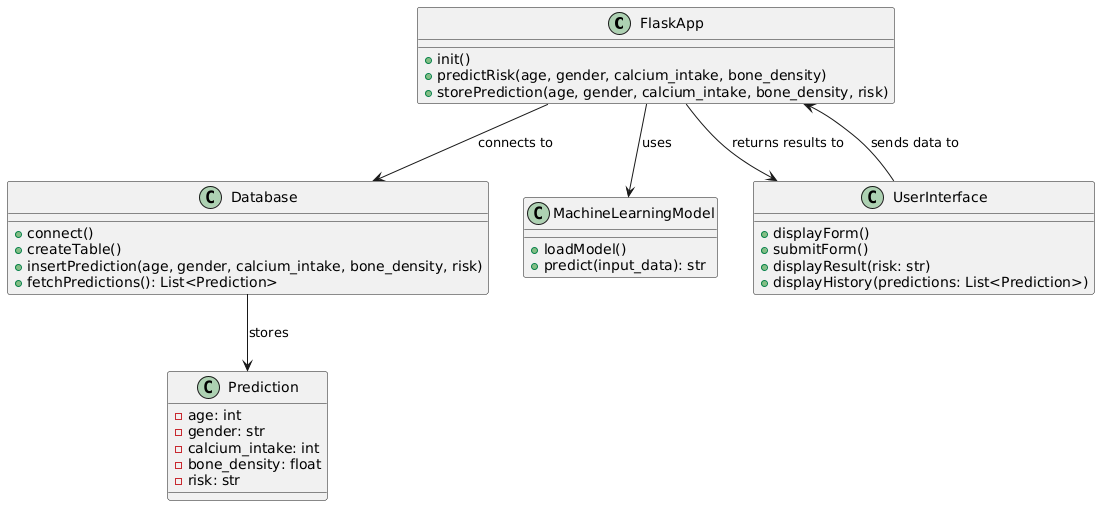 C FlaskApp
init()
predictRisk(age, gender, calcium_intake, bone_density)
storePrediction(age, gender, calcium_intake, bone_density, risk)
connects to
uses
returns results to
sends data to
C Database
connect()
createTable()
insertPrediction(age, gender, calcium_intake, bone_density, risk)
fetchPredictions(): List<Prediction>
C MachineLearningModel
loadModel()
predict(input_data): str
C UserInterface
displayForm()
submitForm()
displayResult(risk: str)
displayHistory(predictions: List<Prediction>)
stores
C Prediction
age: int
gender: str
calcium_intake: int
bone_density: float
risk: str